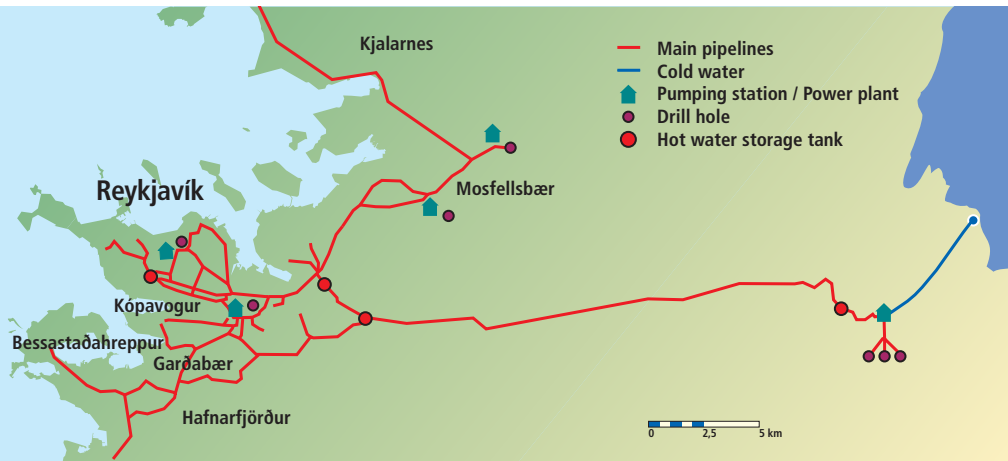 Kjalarnes
Main pipelines
Cold water
Pumping station / Power plant
Drill hole
Hot water storage tank
Mosfellsbær
Reykjavík
Kópavogur
Bessastaðahreppur
Garðabær
Hafnarfjörður
0 2,5 5 km